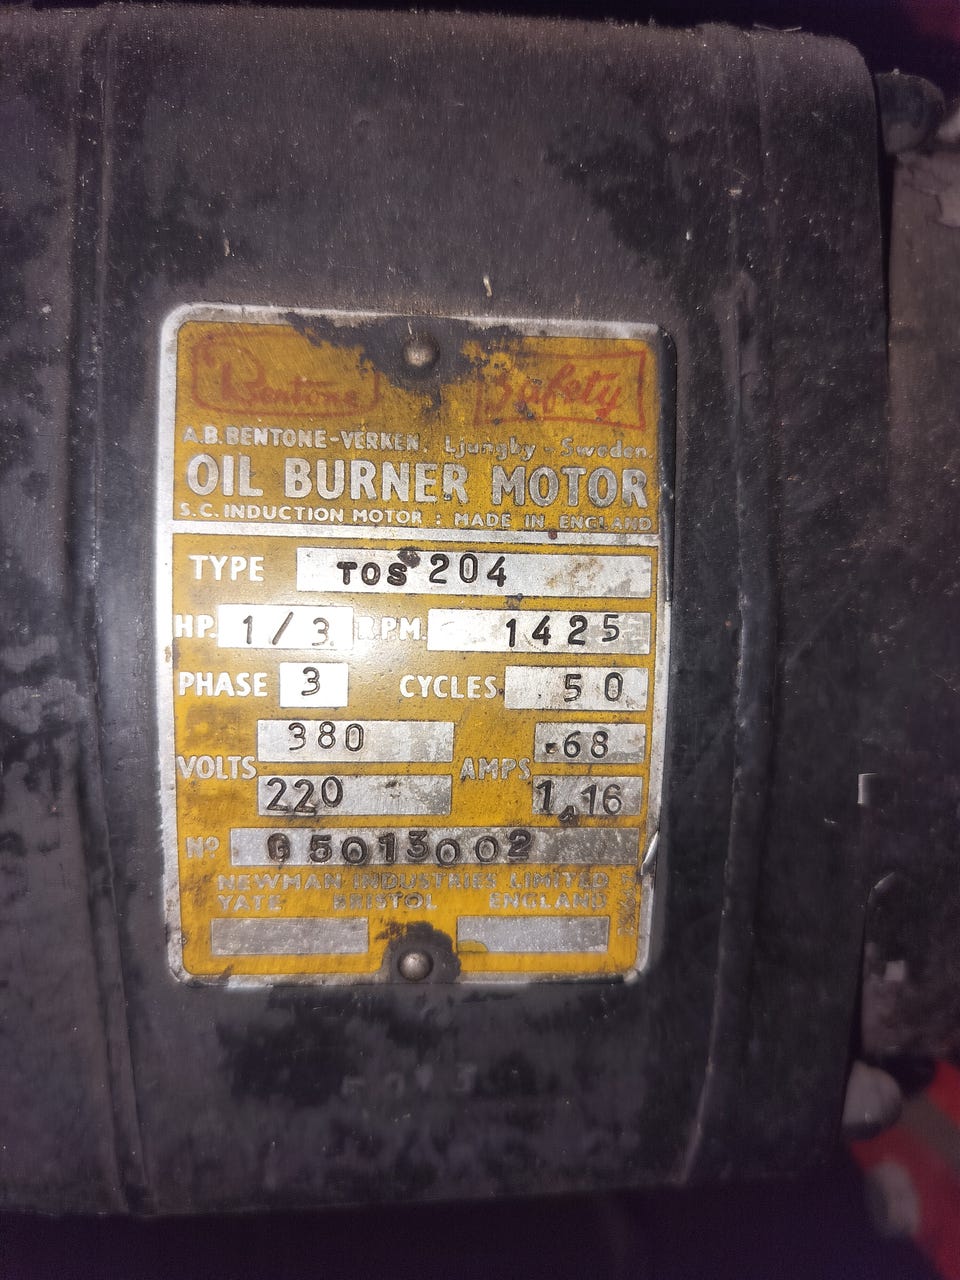 Bentone Safety
A.B. BENTONE-VERKEN. Ljungby - Sweden.
OIL BURNER MOTOR
S.C. INDUCTION MOTOR : MADE IN ENGLAND
TYPE TOS 204
HP. 1/3 R.P.M. 1425
PHASE 3 CYCLES 50
VOLTS 380 AMPS .68
220 1.16
No 5013002
NEWMAN INDUSTRIES LIMITED
YATE BRISTOL ENGLAND